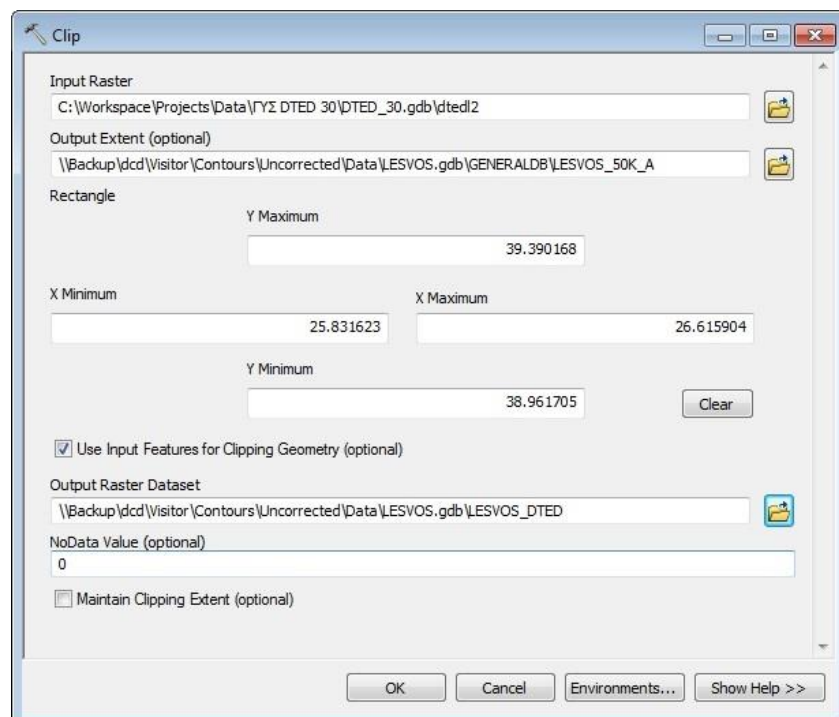 Clip
Input Raster
C:\Workspace\Projects\Data\ΓΥΣ DTED 30\DTED_30.gdb\dtedl2
Output Extent (optional)
\\Backup\dcd\Visitor\Contours\Uncorrected\Data\LESVOS.gdb\GENERALDB\LESVOS_50K_A
Rectangle
Y Maximum
39.390168
X Minimum
X Maximum
25.831623
26.615904
Y Minimum
38.961705
Clear
Use Input Features for Clipping Geometry (optional)
Output Raster Dataset
\\Backup\dcd\Visitor\Contours\Uncorrected\Data\LESVOS.gdb\LESVOS_DTED
NoData Value (optional)
0
Maintain Clipping Extent (optional)
OK
Cancel
Environments...
Show Help >>